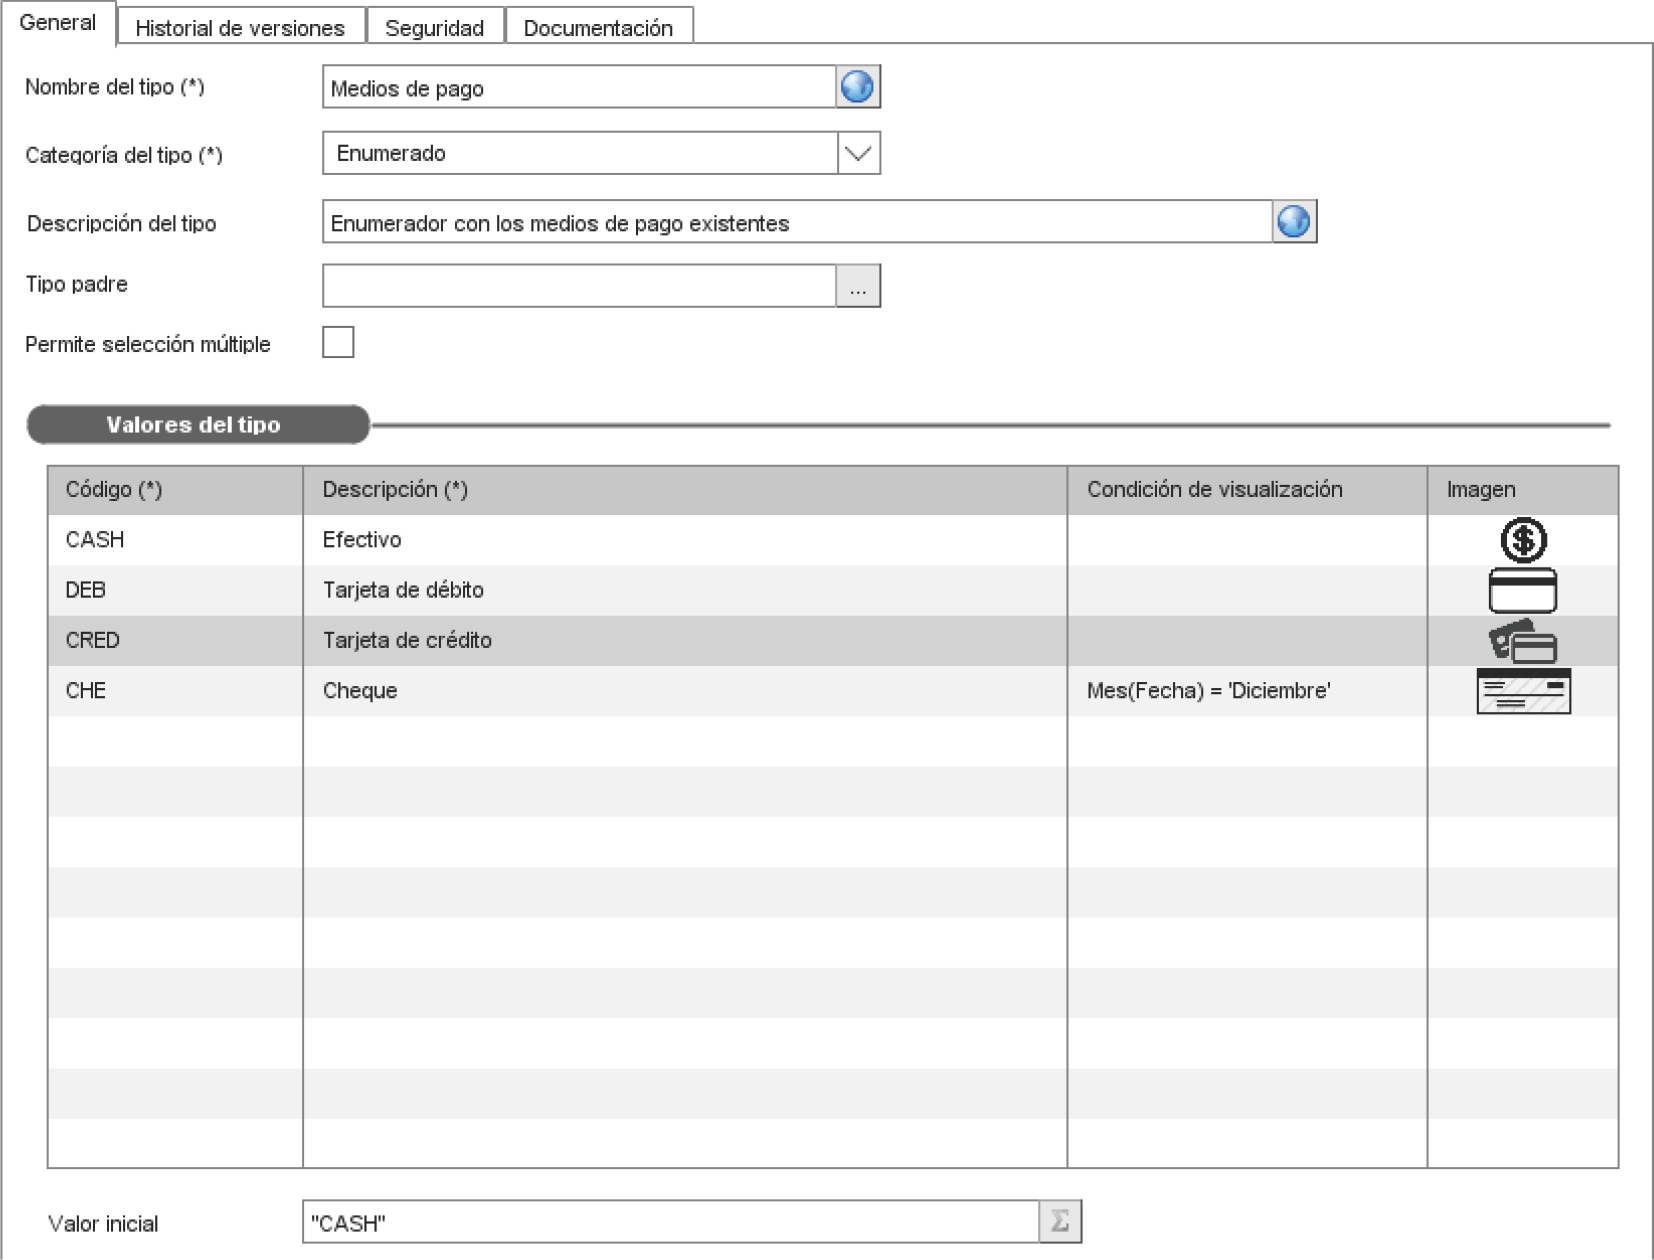 General
Historial de versiones
Seguridad
Documentación
Nombre del tipo (*)
Medios de pago
Categoría del tipo (*)
Enumerado
Descripción del tipo
Enumerador con los medios de pago existentes
Tipo padre
...
Permite selección múltiple
Valores del tipo
Código (*) Descripción (*) Condición de visualización Imagen
CASH Efectivo $
DEB Tarjeta de débito
CRED Tarjeta de crédito
CHE Cheque Mes(Fecha) = 'Diciembre'
Valor inicial
"CASH"
Σ